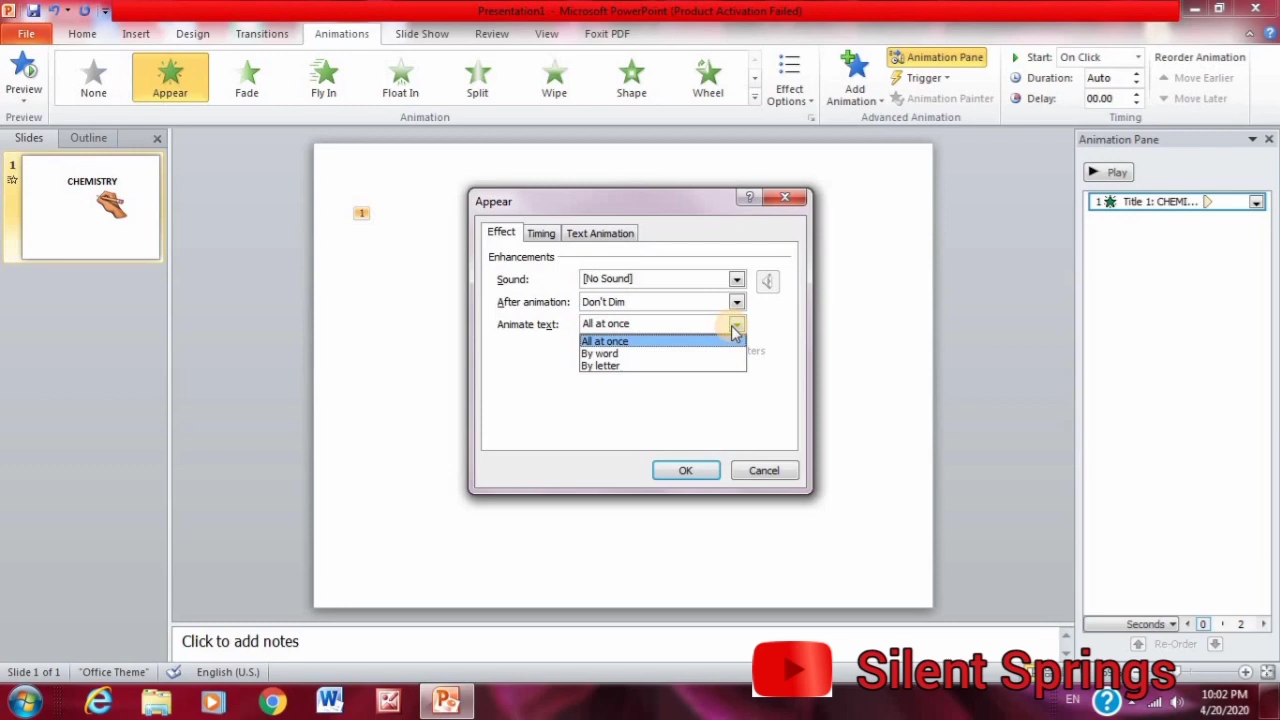 Presentation1 - Microsoft PowerPoint (Product Activation Failed)
File Home Insert Design Transitions Animations Slide Show Review View Foxit PDF
Preview
None Appear Fade Fly In Float In Split Wipe Shape Wheel
Effect Options
Add Animation
Animation Pane
Trigger
Animation Painter
Start: On Click
Duration: Auto
Delay: 00.00
Reorder Animation
Move Earlier
Move Later
Preview Animation Advanced Animation Timing
Slides Outline
1
CHEMISTRY
1
Appear
Effect Timing Text Animation
Enhancements
Sound: [No Sound]
After animation: Don't Dim
Animate text: All at once
All at once
By word
By letter
OK Cancel
Animation Pane
Play
1 Title 1: CHEMI...
Seconds 0 2
Re-Order
Click to add notes
Slide 1 of 1 "Office Theme" English (U.S.)
Silent Springs
EN
10:02 PM
4/20/2020